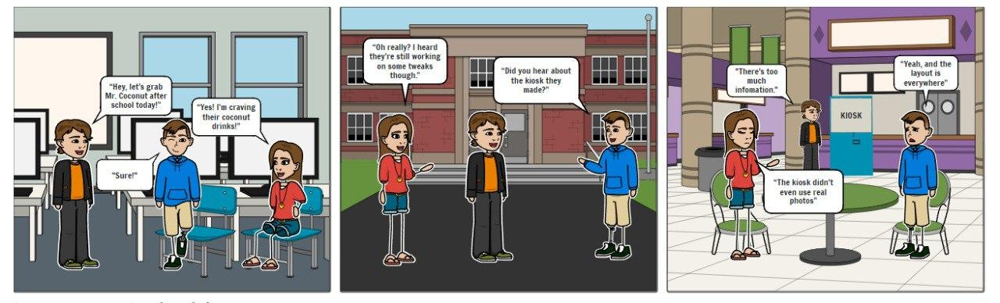 "Hey, let's grab
Mr. Coconut after
school today!"
"Yes! I'm craving
their coconut
drinks!"
"Sure!"
"Oh really? I heard
they're still working
on some tweaks
though."
"Did you hear about
the kiosk they
made?"
"There's too
much
infomation."
"Yeah, and the
layout is
everywhere"
KIOSK
"The kiosk didn't
even use real
photos"